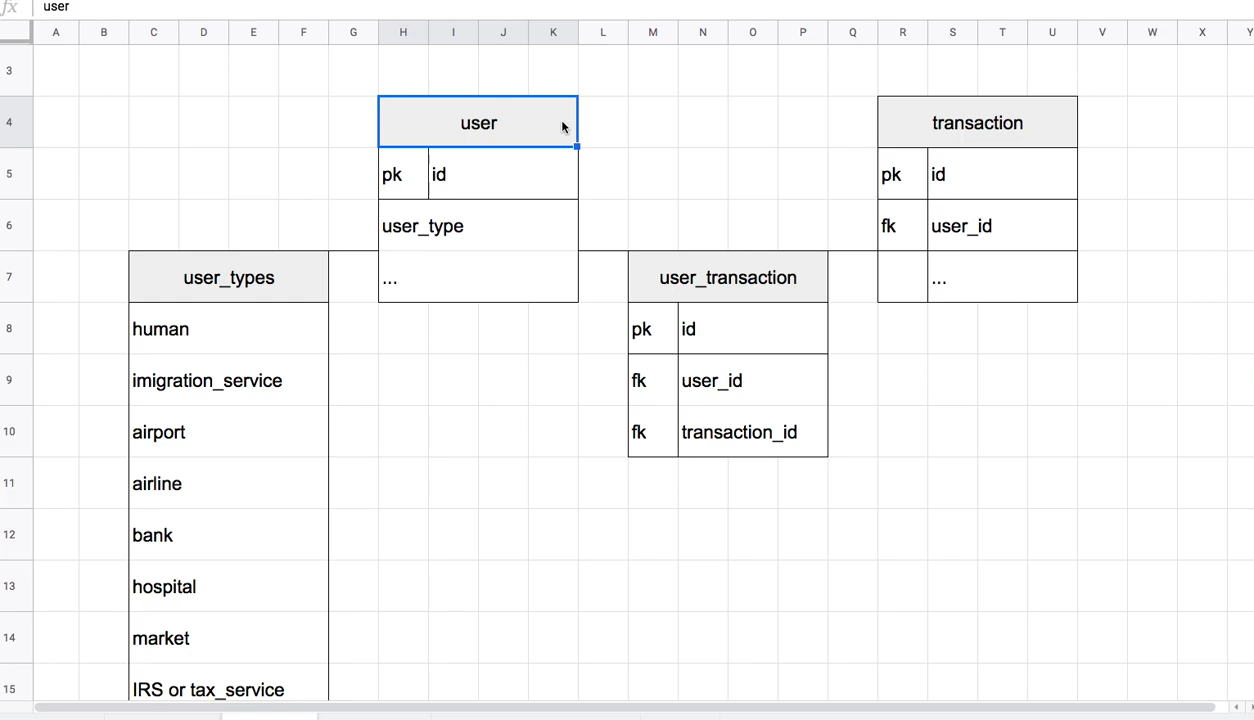 fx user
A B C D E F G H I J K L M N O P Q R S T U V W X Y
3
4 user transaction
5 pk id pk id
6 user_type fk user_id
7 user_types ... user_transaction ...
8 human pk id
9 imigration_service fk user_id
10 airport fk transaction_id
11 airline
12 bank
13 hospital
14 market
15 IRS or tax_service